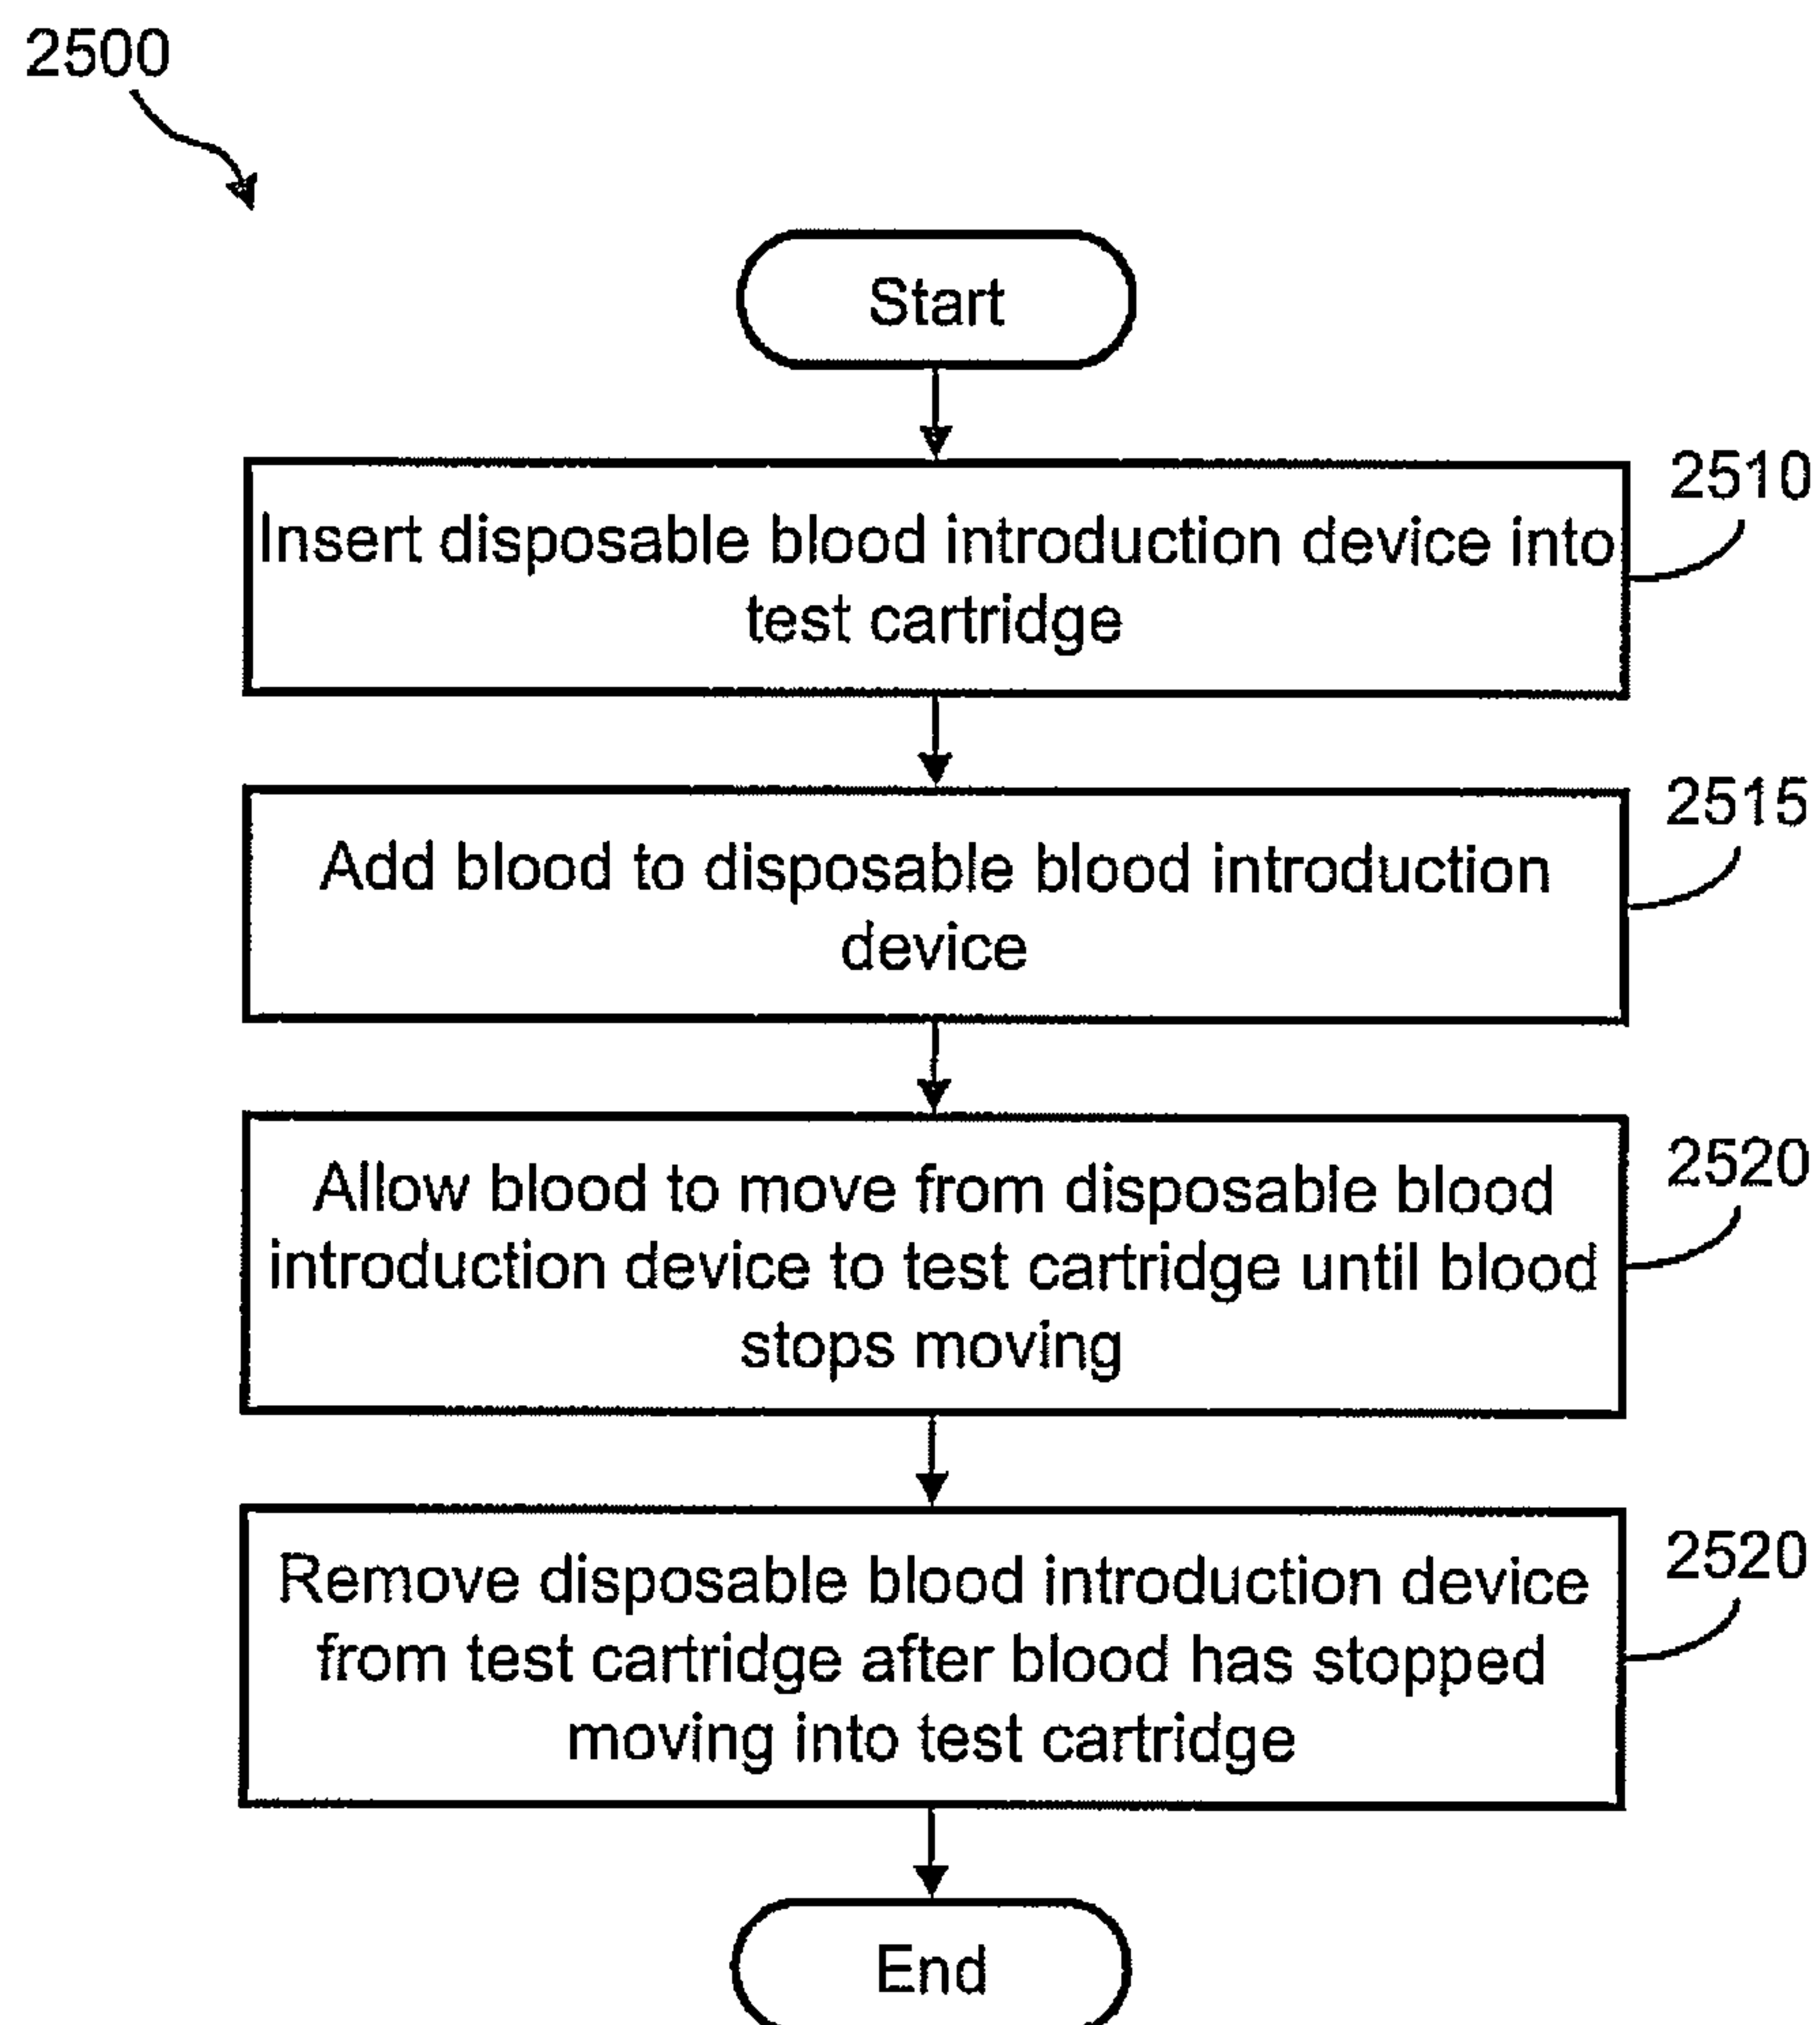 2500
Start
2510
Insert disposable blood introduction device into
test cartridge
2515
Add blood to disposable blood introduction
device
2520
Allow blood to move from disposable blood
introduction device to test cartridge until blood
stops moving
2520
Remove disposable blood introduction device
from test cartridge after blood has stopped
moving into test cartridge
End